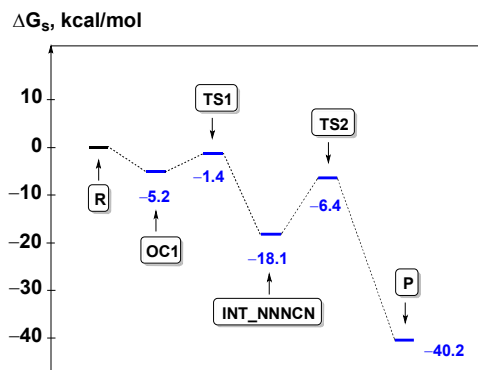 ΔGₛ, kcal/mol
10
0
−10
−20
−30
−40
R
−5.2
OC1
TS1
−1.4
−18.1
INT_NNNCN
TS2
−6.4
P
−40.2